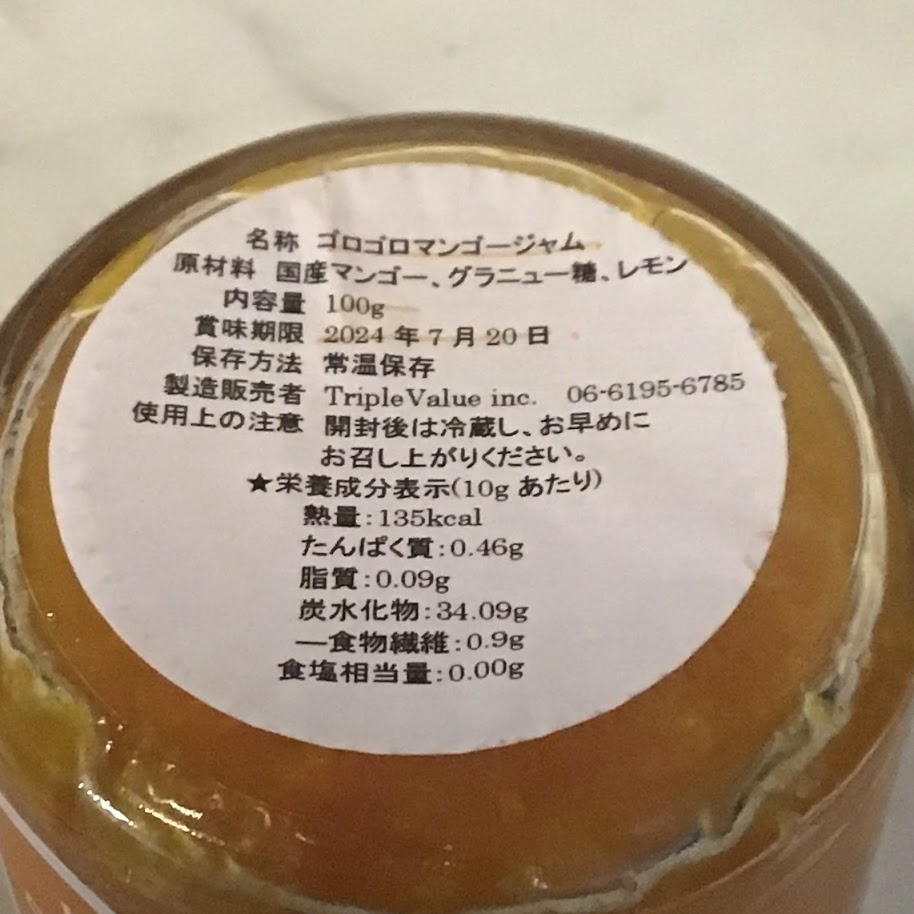 名称 ゴロゴロマンゴージャム
原材料 国産マンゴー、グラニュー糖、レモン
内容量 100g
賞味期限 2024 年 7 月 20 日
保存方法 常温保存
製造販売者 TripleValue inc. 06-6195-6785
使用上の注意 開封後は冷蔵し、お早めに
お召し上がりください。
★栄養成分表示(10g あたり)
熱量:135kcal
たんぱく質:0.46g
脂質:0.09g
炭水化物:34.09g
―食物繊維:0.9g
食塩相当量:0.00g